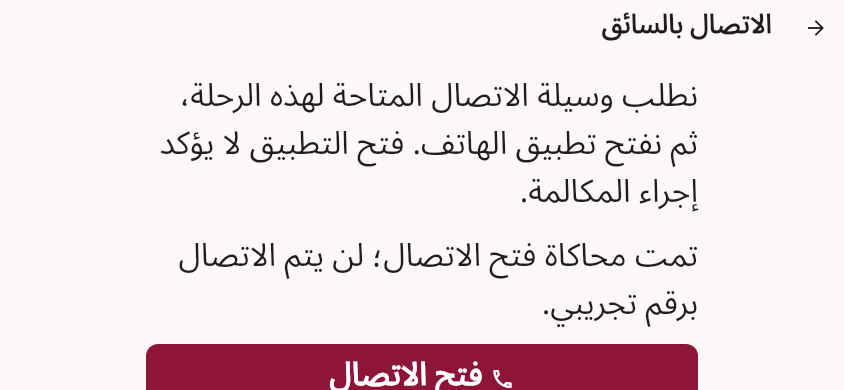 الاتصال بالسائق
نطلب وسيلة الاتصال المتاحة لهذه الرحلة،
ثم نفتح تطبيق الهاتف. فتح التطبيق لا يؤكد
إجراء المكالمة.
تمت محاكاة فتح الاتصال؛ لن يتم الاتصال
برقم تجريبي.
فتح الاتصال